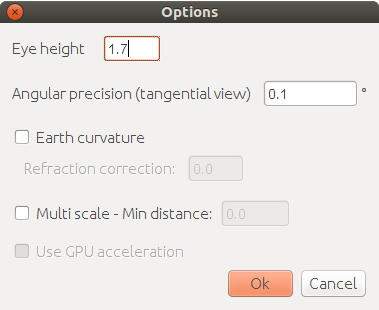 Options
Eye height 1.7
Angular precision (tangential view) 0.1 °
Earth curvature
Refraction correction: 0.0
Multi scale - Min distance: 0.0
Use GPU acceleration
Ok Cancel